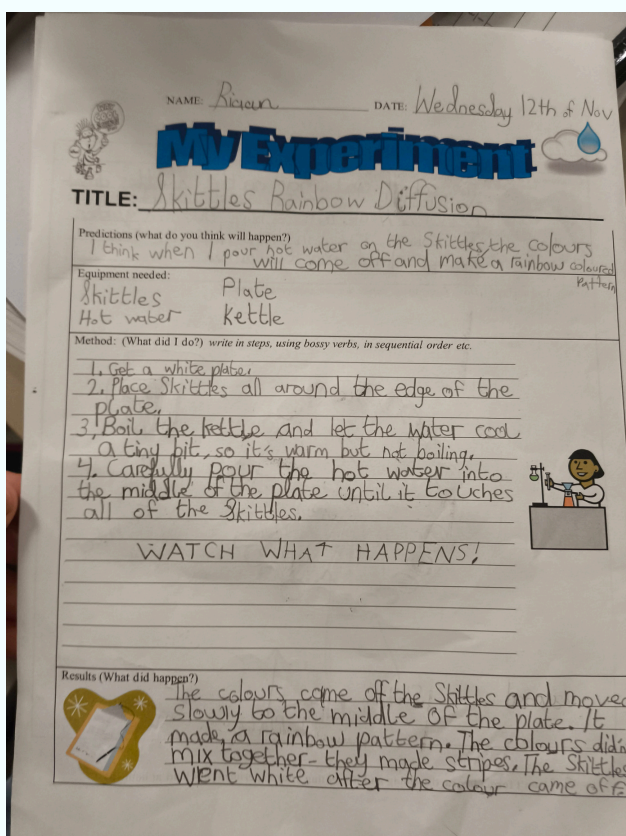 NAME: Riaan DATE: Wednesday 12th of Nov
My Experiment
TITLE: Skittles Rainbow Diffusion
Predictions (what do you think will happen?)
I think when I pour hot water on the Skittles, the colours
will come off and make a rainbow coloured
pattern
Equipment needed:
Skittles Plate
Hot water Kettle
Method: (What did I do?) write in steps, using bossy verbs, in sequential order etc.
1. Get a white plate.
2. Place Skittles all around the edge of the
plate.
3. Boil the kettle and let the water cool
a tiny bit, so it's warm but not boiling.
4. Carefully pour the hot water into
the middle of the plate until it touches
all of the Skittles.
WATCH WHAT HAPPENS!
Results (What did happen?)
The colours came off the Skittles and move
slowly to the middle of the plate. It
made a rainbow pattern. The colours didn
mix together - they made stripes. The Skittles
went white after the colour came off.